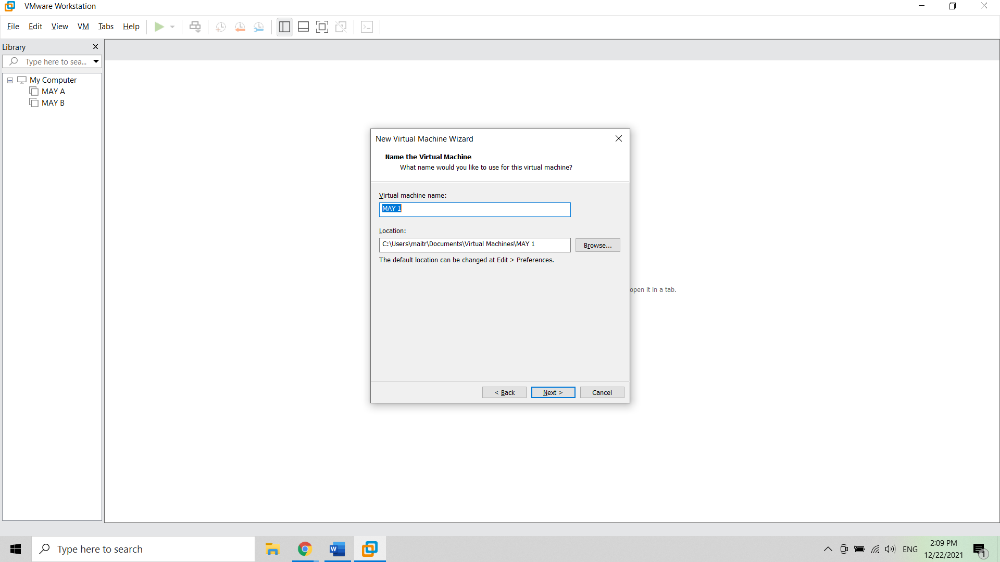 VMware Workstation
File Edit View VM Tabs Help
Library
Type here to sea...
My Computer
MAY A
MAY B
New Virtual Machine Wizard
Name the Virtual Machine
What name would you like to use for this virtual machine?
Virtual machine name:
MAY 1
Location:
C:\Users\maitr\Documents\Virtual Machines\MAY 1
Browse...
The default location can be changed at Edit > Preferences.
open it in a tab.
< Back Next > Cancel
Type here to search
ENG
2:09 PM
12/22/2021
1